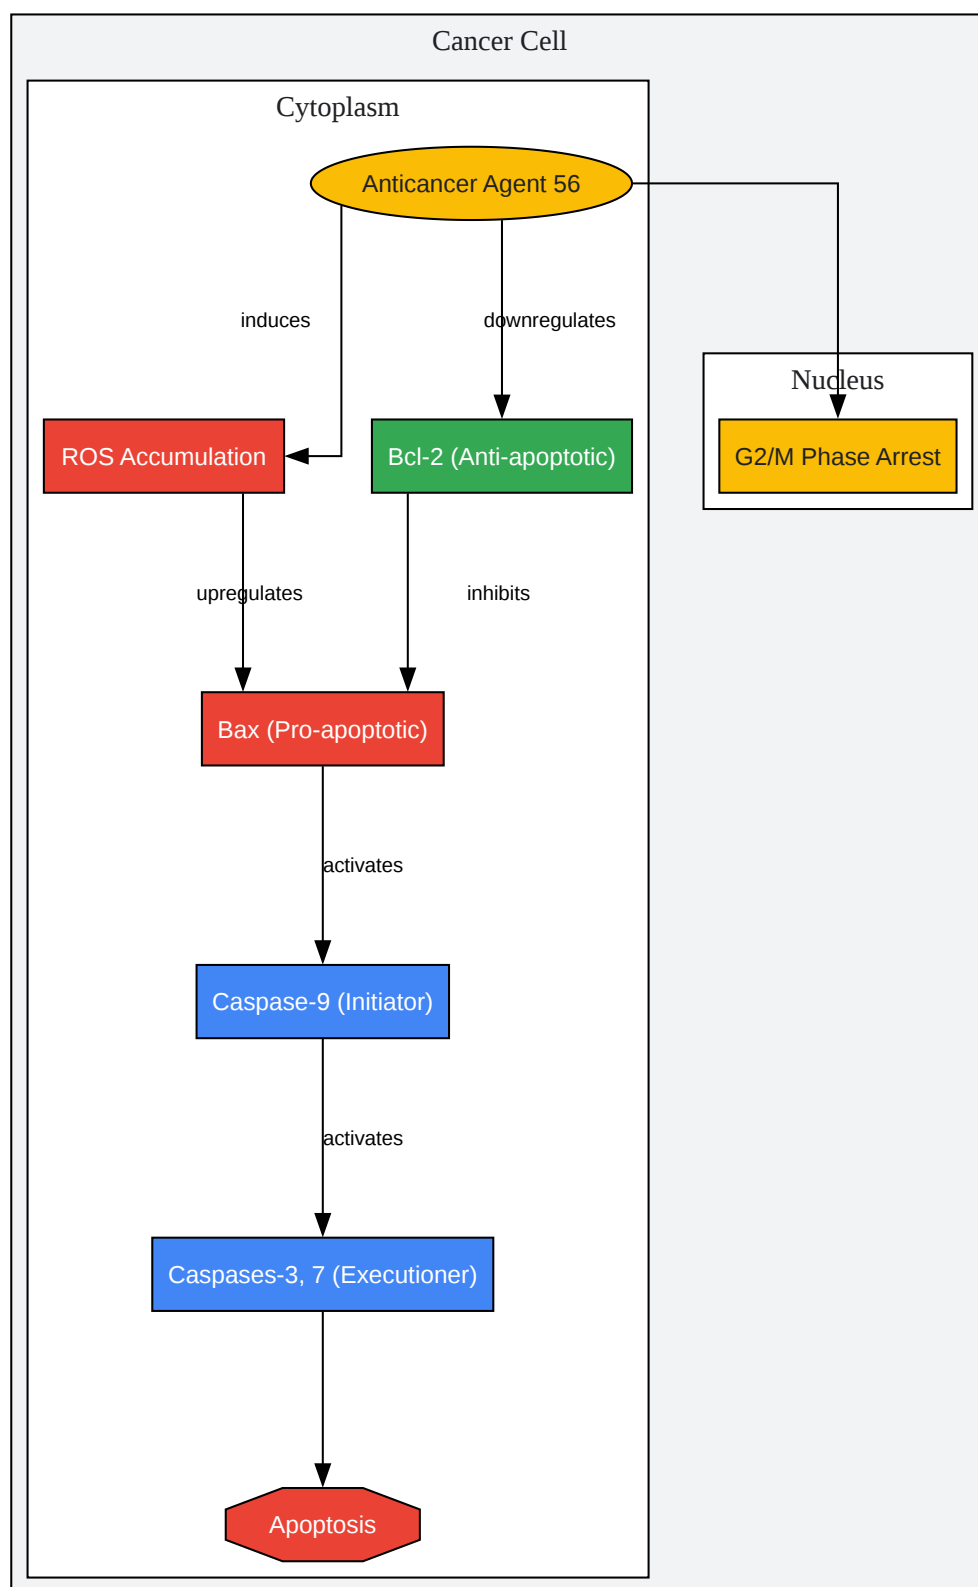 Cancer Cell
Cytoplasm
Anticancer Agent 56
induces
downregulates
Nucleus
ROS Accumulation
Bcl-2 (Anti-apoptotic)
G2/M Phase Arrest
upregulates
inhibits
Bax (Pro-apoptotic)
activates
Caspase-9 (Initiator)
activates
Caspases-3, 7 (Executioner)
Apoptosis